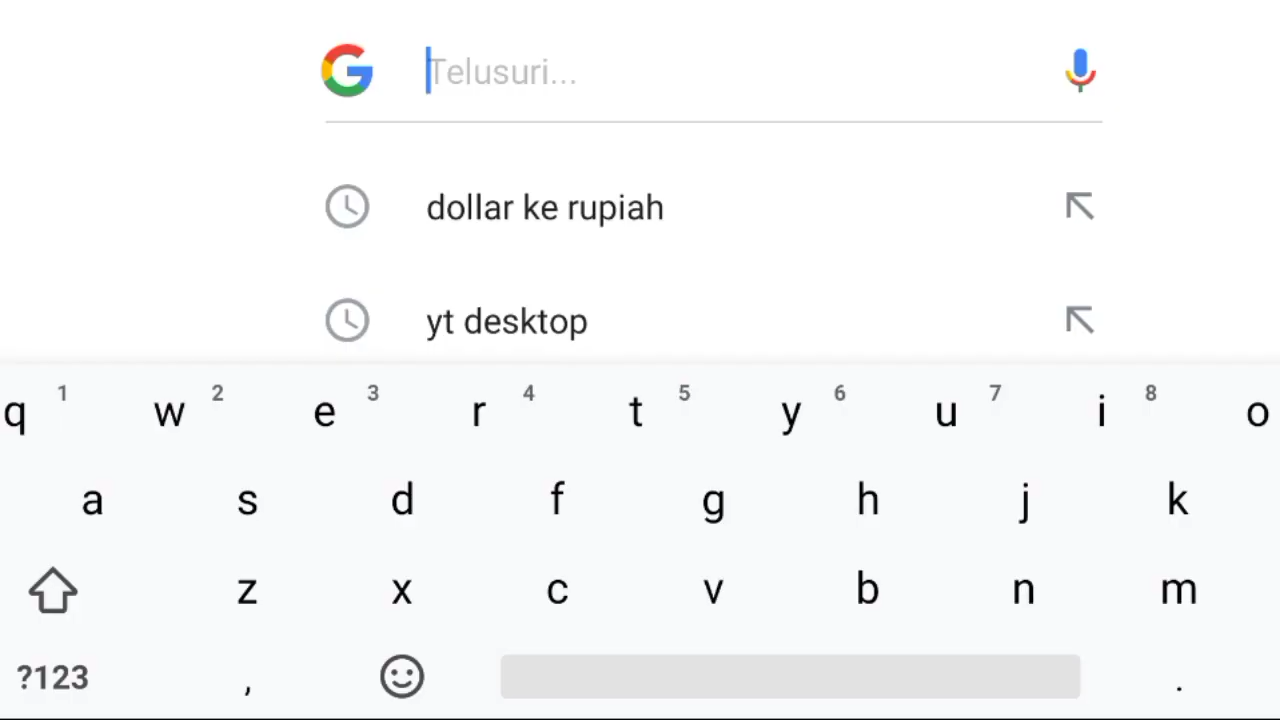 Telusuri...
dollar ke rupiah
yt desktop
q 1 w 2 e 3 r 4 t 5 y 6 u 7 i 8 o
a s d f g h j k
z x c v b n m
?123 , .